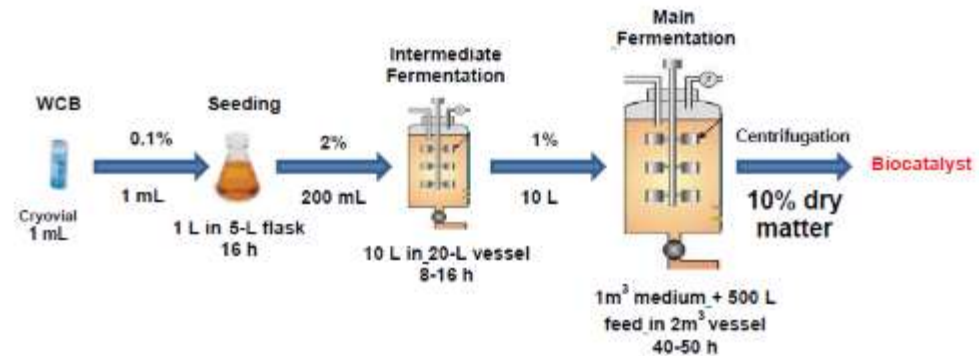 WCB
0.1%
Cryovial
1 mL
1 mL
Seeding
1 L in 5-L flask
16 h
2%
200 mL
Intermediate
Fermentation
10 L in 20-L vessel
8-16 h
1%
10 L
Main
Fermentation
1m³ medium + 500 L
feed in 2m³ vessel
40-50 h
Centrifugation
10% dry
matter
Biocatalyst